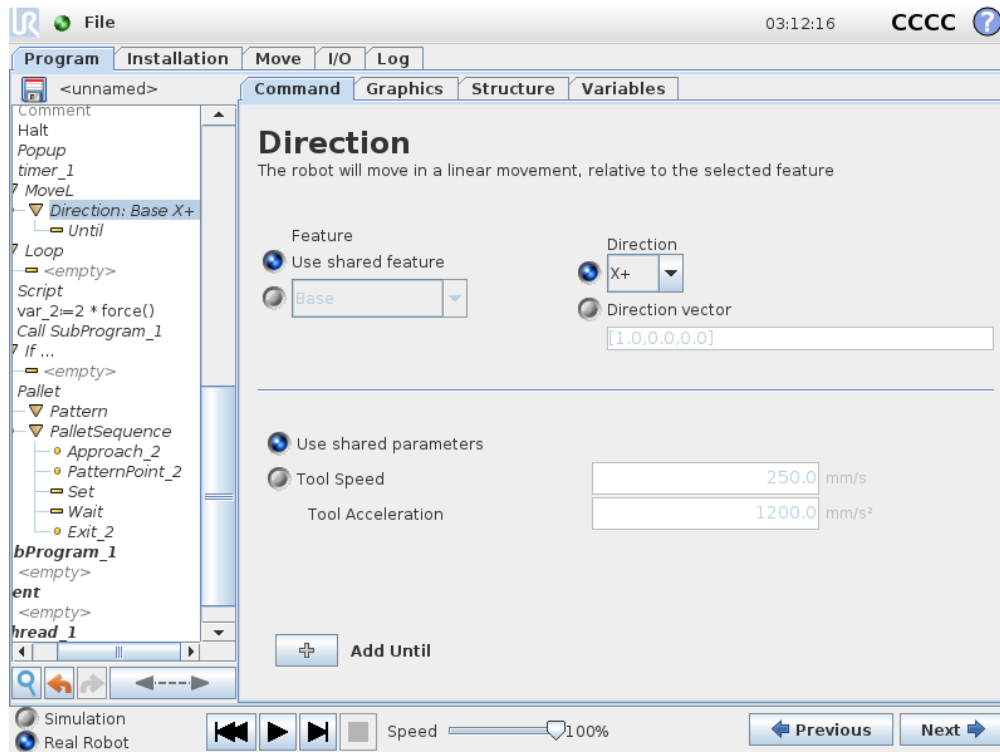 UR File 03:12:16 CCCC ?
Program Installation Move I/O Log
<unnamed>
Command Graphics Structure Variables
Comment
Halt
Popup
timer_1
MoveL
Direction: Base X+
Until
Loop
<empty>
Script
var_2:=2 * force()
Call SubProgram_1
If ...
<empty>
Pallet
Pattern
PalletSequence
Approach_2
PatternPoint_2
Set
Wait
Exit_2
bProgram_1
<empty>
ent
<empty>
hread_1
Direction
The robot will move in a linear movement, relative to the selected feature
Feature
Use shared feature
Base
Direction
X+
Direction vector
[1.0,0.0,0.0]
Use shared parameters
Tool Speed 250.0 mm/s
Tool Acceleration 1200.0 mm/s²
Add Until
Simulation
Real Robot
Speed 100%
Previous Next